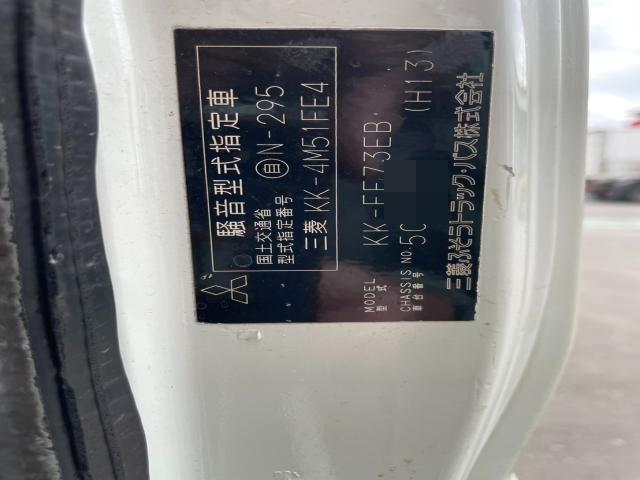 騒音型式指定車
国土交通省
型式指定番号
自N-295
三菱 KK-4M51FE4
MODEL
型式
KK-FE73EB
CHASSIS NO.
車台番号
5C
(H13)
三菱ふそうトラック・バス株式会社